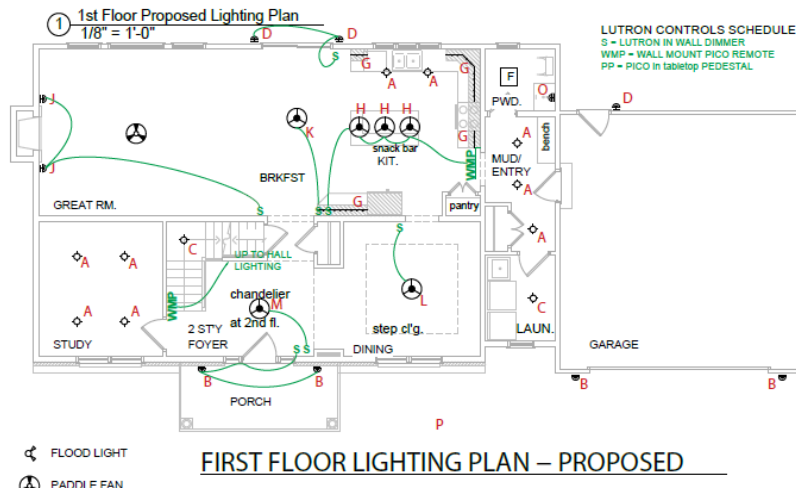 1 1st Floor Proposed Lighting Plan
1/8" = 1'-0"
LUTRON CONTROLS SCHEDULE
S = LUTRON IN WALL DIMMER
WMP = WALL MOUNT PICO REMOTE
PP = PICO in tabletop PEDESTAL
D D
S
G G
A A
F
O
PWD.
D
J
K
H H H
G
A
bench
snack bar
KIT.
WMP
MUD/
ENTRY
J
BRKFST
A
GREAT RM.
S S S
G
pantry
C
S
A
UP TO HALL
LIGHTING
A A
WMP
chandelier
M
L
C
at 2nd fl.
A A
2 ST'Y
FOYER
step cl'g.
LAUN.
STUDY
S S
DINING
GARAGE
B B
B B
PORCH
P
FLOOD LIGHT
FIRST FLOOR LIGHTING PLAN – PROPOSED
PADDLE FAN